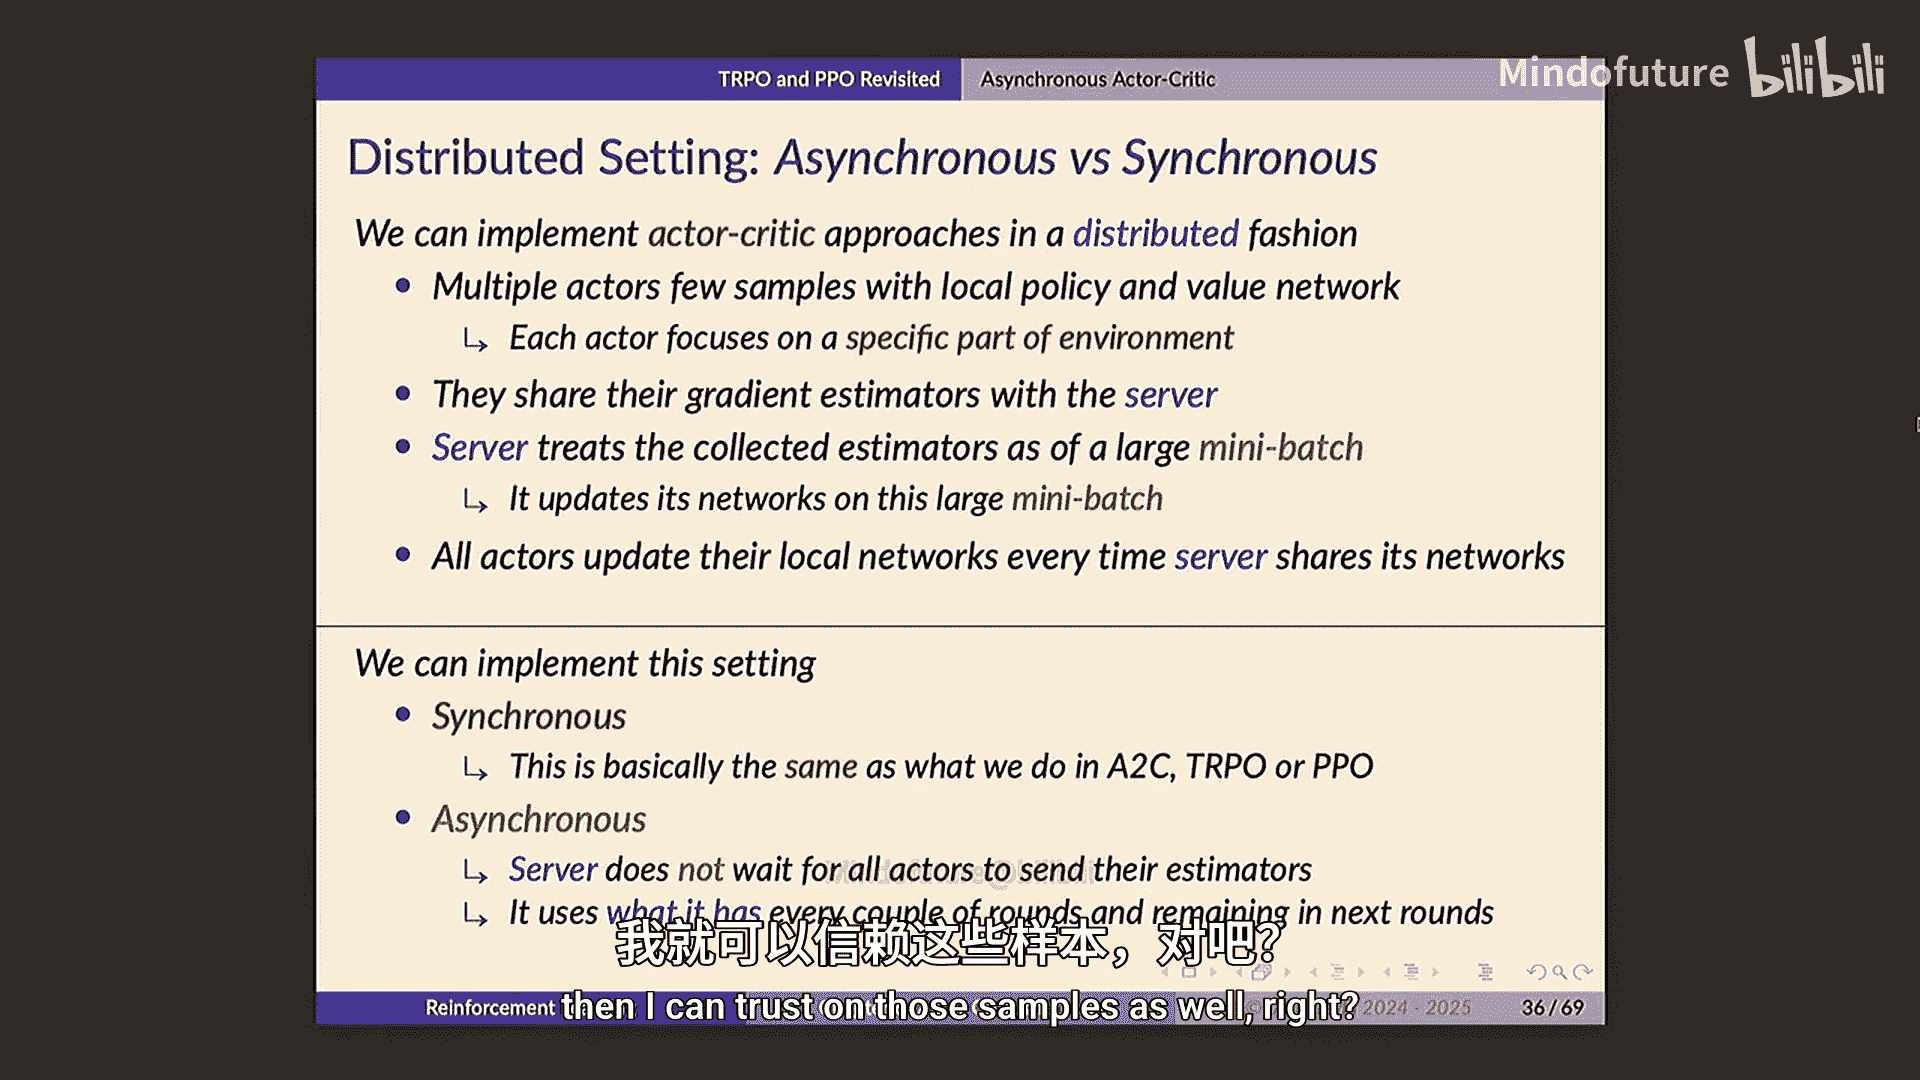 TRPO and PPO Revisited
Asynchronous Actor-Critic
Mindofuture bilibili
Distributed Setting: Asynchronous vs Synchronous
We can implement actor-critic approaches in a distributed fashion
Multiple actors few samples with local policy and value network
Each actor focuses on a specific part of environment
They share their gradient estimators with the server
Server treats the collected estimators as of a large mini-batch
It updates its networks on this large mini-batch
All actors update their local networks every time server shares its networks
We can implement this setting
Synchronous
This is basically the same as what we do in A2C, TRPO or PPO
Asynchronous
Server does not wait for all actors to send their estimators
It uses what it has every couple of rounds and remaining in next rounds
我就可以信赖这些样本，对吧？
then I can trust on those samples as well, right?
Reinforcement
2024 - 2025
36/69